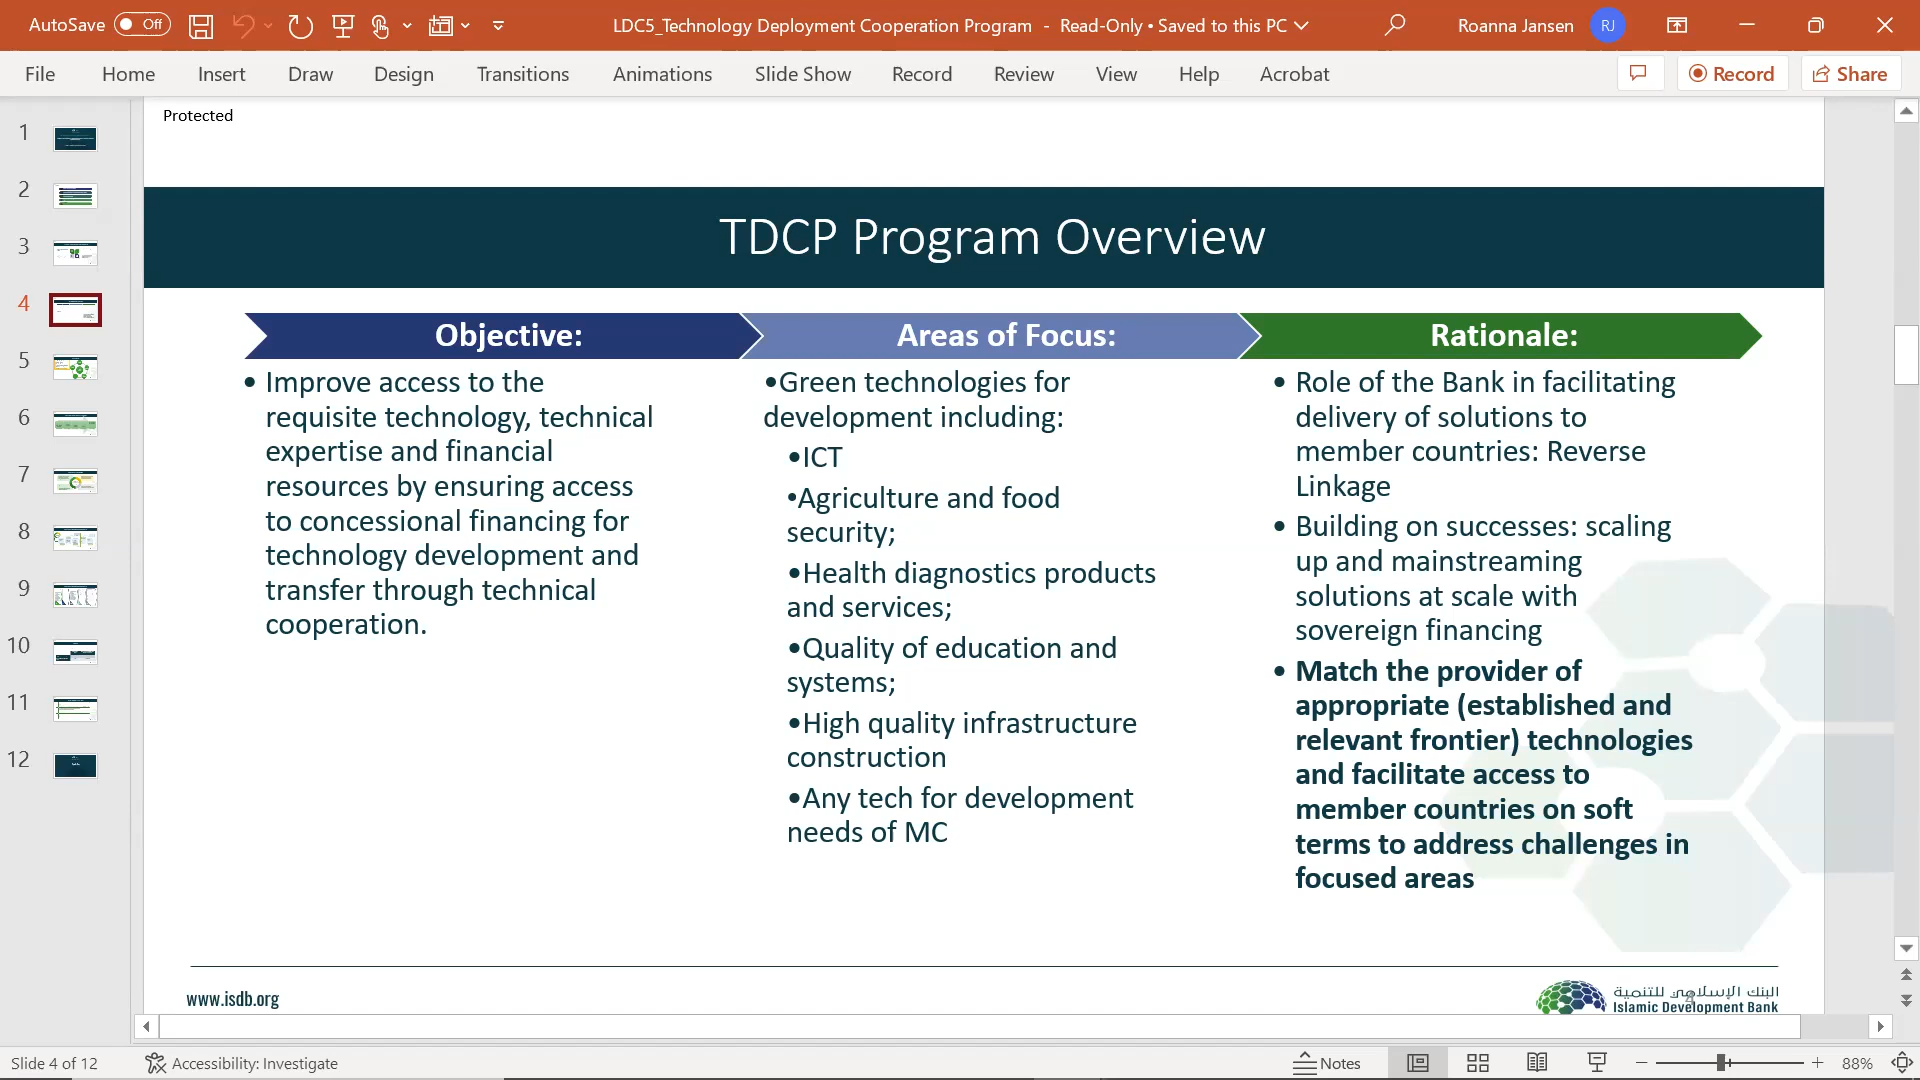 AutoSave Off
LDC5_Technology Deployment Cooperation Program - Read-Only • Saved to this PC
Roanna Jansen RJ
File Home Insert Draw Design Transitions Animations Slide Show Record Review View Help Acrobat
Record Share
Protected
TDCP Program Overview
Objective:
• Improve access to the
requisite technology, technical
expertise and financial
resources by ensuring access
to concessional financing for
technology development and
transfer through technical
cooperation.
Areas of Focus:
•Green technologies for
development including:
•ICT
•Agriculture and food
security;
•Health diagnostics products
and services;
•Quality of education and
systems;
•High quality infrastructure
construction
•Any tech for development
needs of MC
Rationale:
• Role of the Bank in facilitating
delivery of solutions to
member countries: Reverse
Linkage
• Building on successes: scaling
up and mainstreaming
solutions at scale with
sovereign financing
• Match the provider of
appropriate (established and
relevant frontier) technologies
and facilitate access to
member countries on soft
terms to address challenges in
focused areas
www.isdb.org
البنك الإسلامي للتنمية
4
Islamic Development Bank
1
2
3
4
5
6
7
8
9
10
11
12
Slide 4 of 12
Accessibility: Investigate
Notes
88%